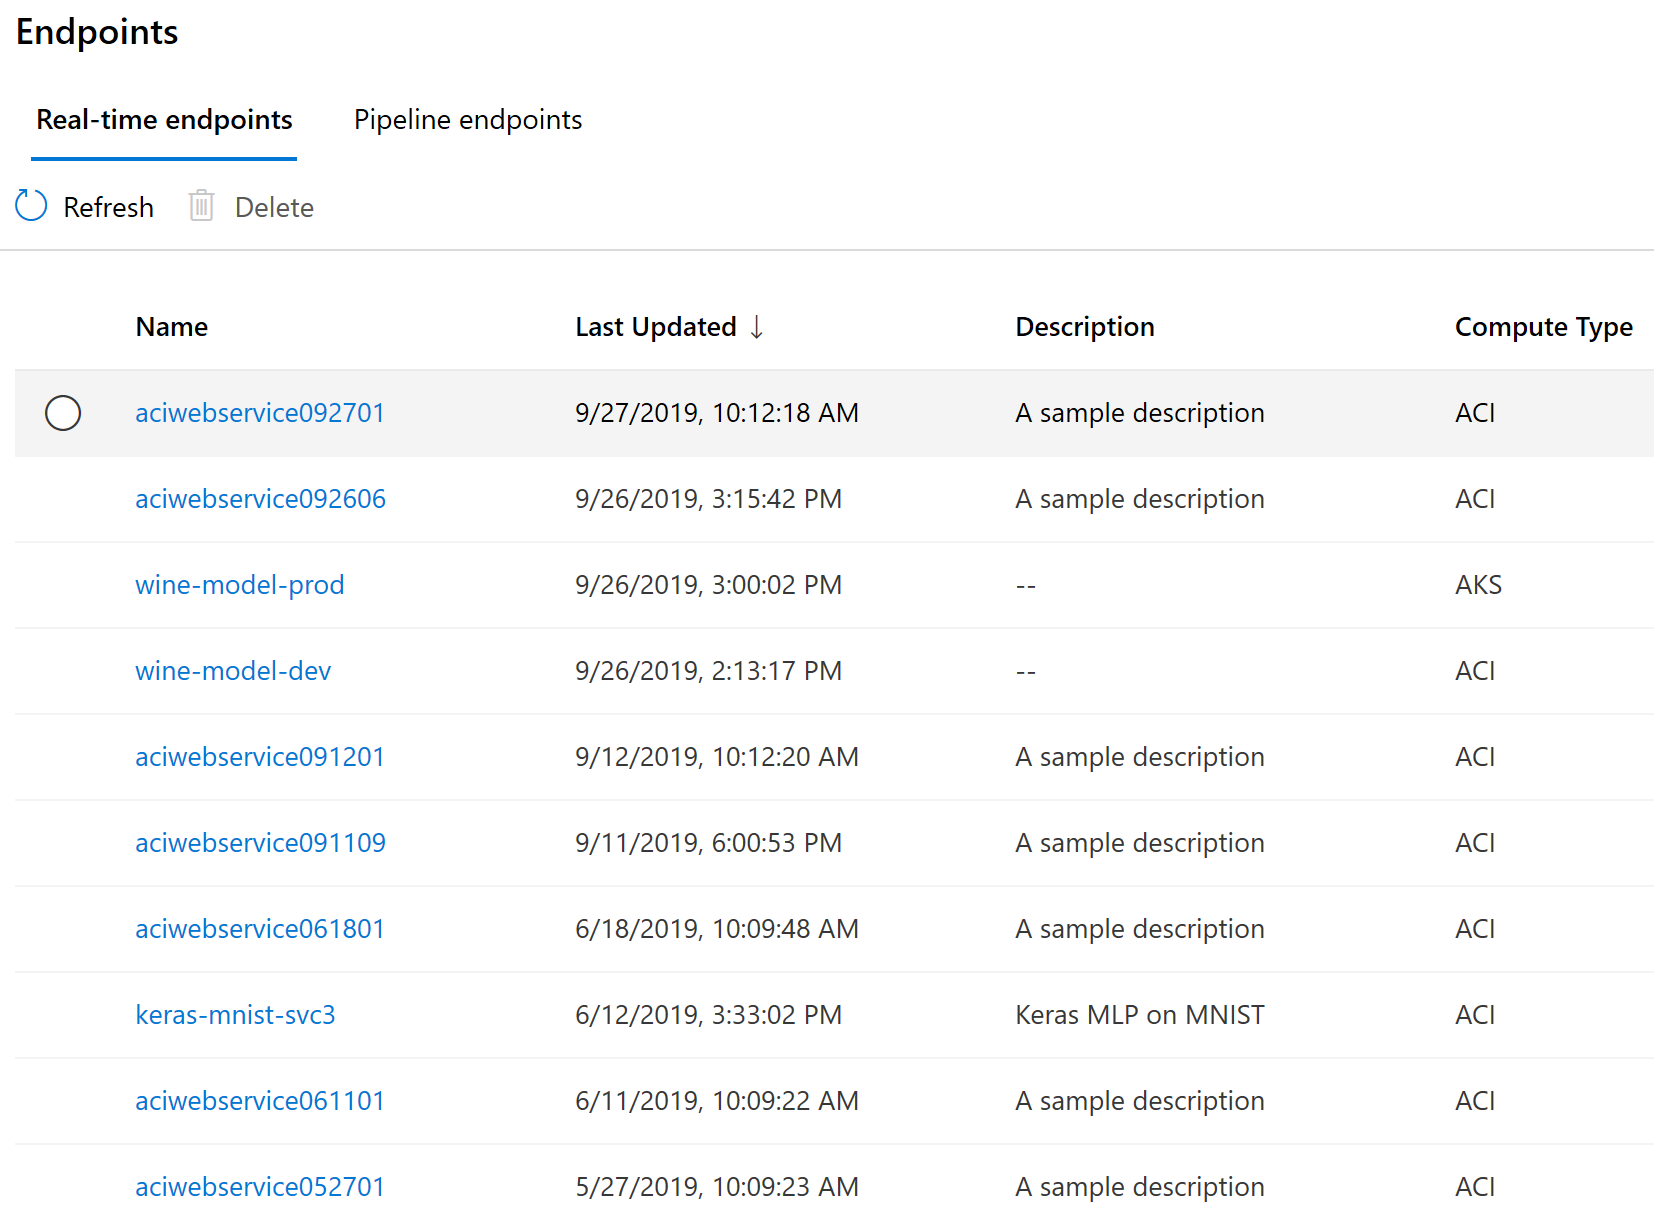 Endpoints
Real-time endpoints Pipeline endpoints
Refresh Delete
Name Last Updated ↓ Description Compute Type
aciwebservice092701 9/27/2019, 10:12:18 AM A sample description ACI
aciwebservice092606 9/26/2019, 3:15:42 PM A sample description ACI
wine-model-prod 9/26/2019, 3:00:02 PM -- AKS
wine-model-dev 9/26/2019, 2:13:17 PM -- ACI
aciwebservice091201 9/12/2019, 10:12:20 AM A sample description ACI
aciwebservice091109 9/11/2019, 6:00:53 PM A sample description ACI
aciwebservice061801 6/18/2019, 10:09:48 AM A sample description ACI
keras-mnist-svc3 6/12/2019, 3:33:02 PM Keras MLP on MNIST ACI
aciwebservice061101 6/11/2019, 10:09:22 AM A sample description ACI
aciwebservice052701 5/27/2019, 10:09:23 AM A sample description ACI